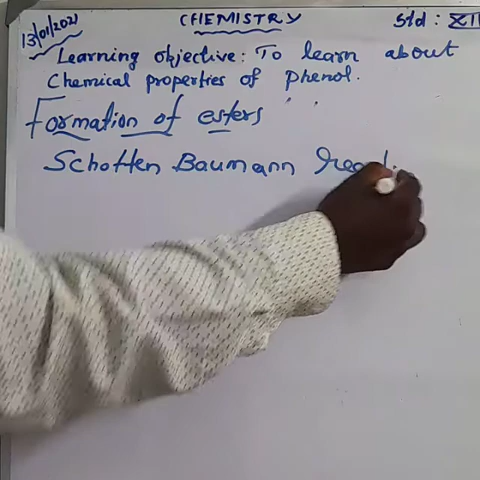 13/01/2021
CHEMISTRY
Std : XII
Learning objective: To learn about
Chemical properties of phenol.
Formation of esters
Schotten Baumann